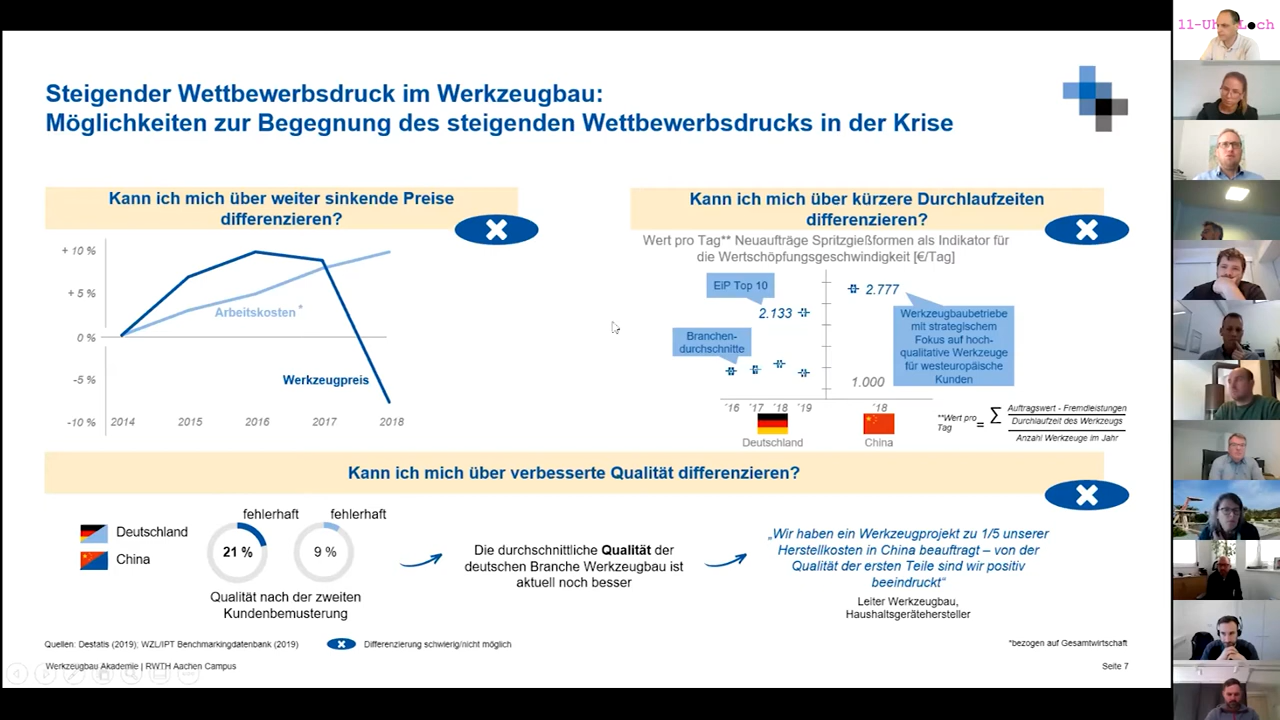 Steigender Wettbewerbsdruck im Werkzeugbau:
Möglichkeiten zur Begegnung des steigenden Wettbewerbsdrucks in der Krise
Kann ich mich über weiter sinkende Preise
differenzieren?
+ 10 %
+ 5 %
0 %
-5 %
-10 %
Arbeitskosten*
Werkzeugpreis
2014
2015
2016
2017
2018
Kann ich mich über kürzere Durchlaufzeiten
differenzieren?
Wert pro Tag** Neuaufträge Spritzgießformen als Indikator für
die Wertschöpfungsgeschwindigkeit [€/Tag]
EiP Top 10
2.133
Branchen-
durchschnitte
2.777
Werkzeugbaubetriebe
mit strategischem
Fokus auf hoch-
qualitative Werkzeuge
für westeuropäische
Kunden
1.000
´16 ´17 ´18 ´19
´18
Deutschland
China
**Wert pro
Tag
= ∑
Auftragswert - Fremdleistungen
Durchlaufzeit des Werkzeugs
Anzahl Werkzeuge im Jahr
Kann ich mich über verbesserte Qualität differenzieren?
Deutschland
China
fehlerhaft
fehlerhaft
21 %
9 %
Qualität nach der zweiten
Kundenbemusterung
Die durchschnittliche Qualität der
deutschen Branche Werkzeugbau ist
aktuell noch besser
„Wir haben ein Werkzeugprojekt zu 1/5 unserer
Herstellkosten in China beauftragt – von der
Qualität der ersten Teile sind wir positiv
beeindruckt“
Leiter Werkzeugbau,
Haushaltsgerätehersteller
Quellen: Destatis (2019); WZL/IPT Benchmarkingdatenbank (2019)
Differenzierung schwierig/nicht möglich
*bezogen auf Gesamtwirtschaft
Werkzeugbau Akademie | RWTH Aachen Campus
Seite 7